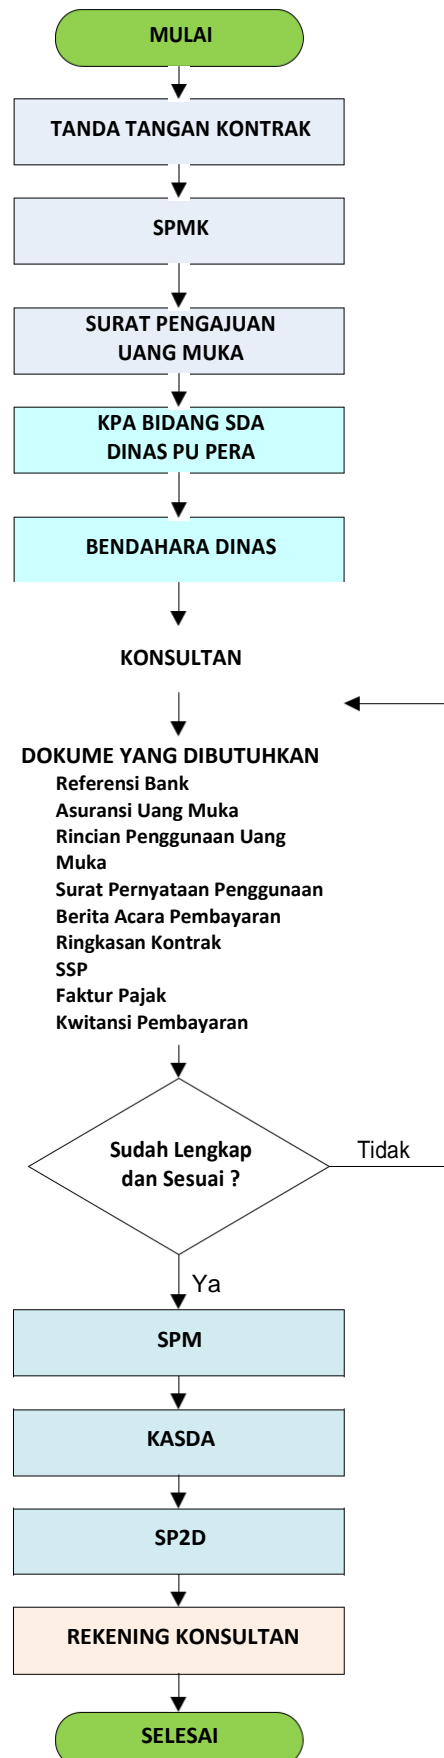 MULAI
TANDA TANGAN KONTRAK
SPMK
SURAT PENGAJUAN
UANG MUKA
KPA BIDANG SDA
DINAS PU PERA
BENDAHARA DINAS
KONSULTAN
DOKUME YANG DIBUTUHKAN
Referensi Bank
Asuransi Uang Muka
Rincian Penggunaan Uang
Muka
Surat Pernyataan Penggunaan
Berita Acara Pembayaran
Ringkasan Kontrak
SSP
Faktur Pajak
Kwitansi Pembayaran
Sudah Lengkap
dan Sesuai ?
Tidak
Ya
SPM
KASDA
SP2D
REKENING KONSULTAN
SELESAI